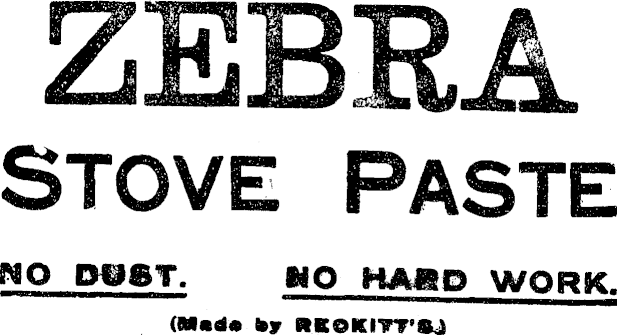 ZEBRA
STOVE PASTE
NO DUST. NO HARD WORK.
(Made by RECKITT'S.)